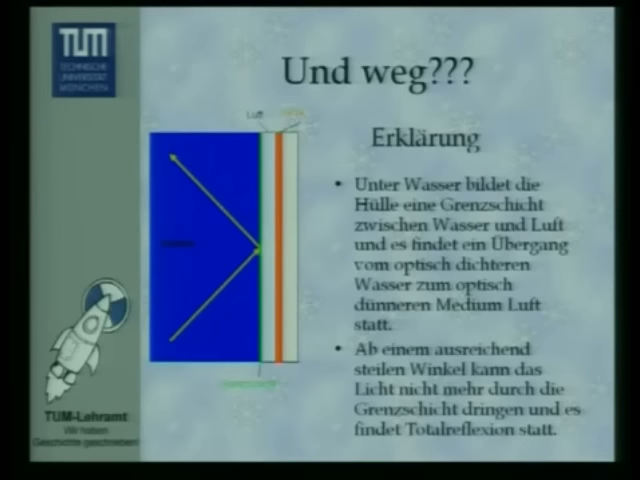 TUM
TECHNISCHE
UNIVERSITÄT
MÜNCHEN
Und weg???
Luft
Erklärung
• Unter Wasser bildet die
Hülle eine Grenzschicht
zwischen Wasser und Luft
und es findet ein Übergang
vom optisch dichteren
Wasser zum optisch
dünneren Medium Luft
statt.
• Ab einem ausreichend
steilen Winkel kann das
Licht nicht mehr durch die
Grenzschicht dringen und es
findet Totalreflexion statt.
TUM-Lehramt
Wir haben
Geschichte geschrieben!